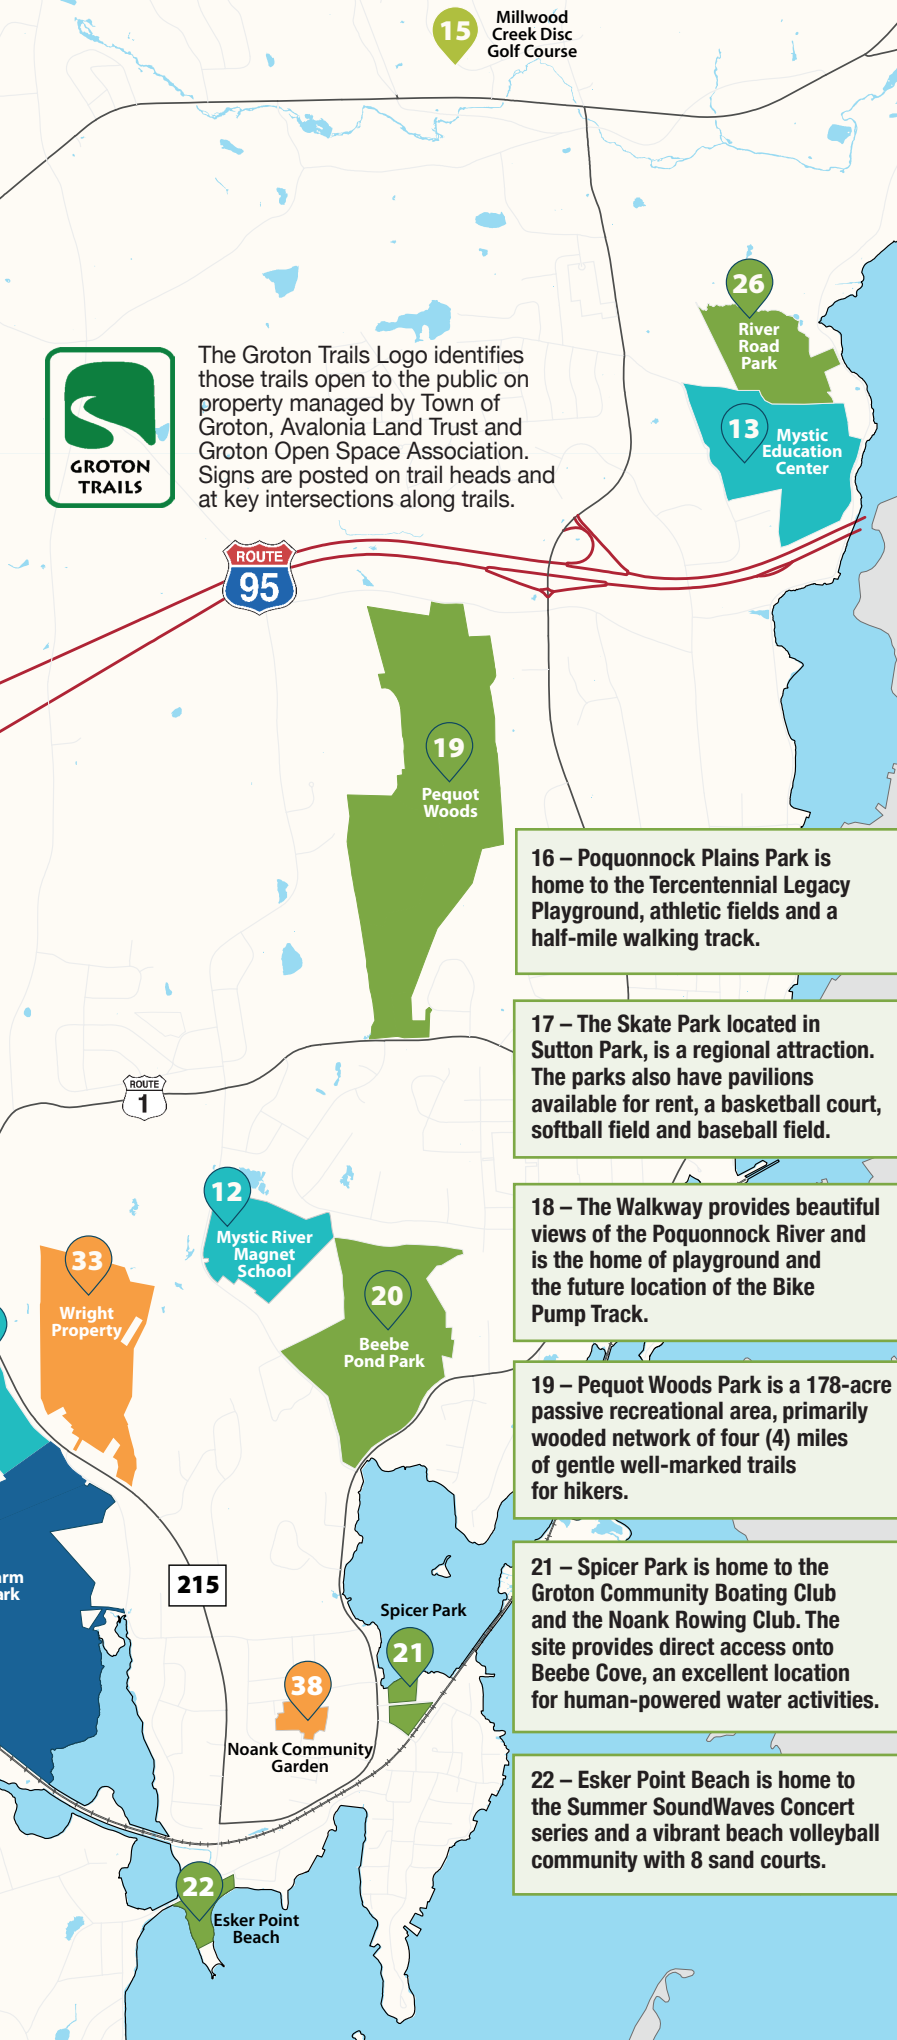 15
Millwood
Creek Disc
Golf Course
26
River
Road
Park
13
Mystic
Education
Center
GROTON
TRAILS
The Groton Trails Logo identifies
those trails open to the public on
property managed by Town of
Groton, Avalonia Land Trust and
Groton Open Space Association.
Signs are posted on trail heads and
at key intersections along trails.
ROUTE
95
19
Pequot
Woods
16 – Poquonnock Plains Park is
home to the Tercentennial Legacy
Playground, athletic fields and a
half-mile walking track.
17 – The Skate Park located in
Sutton Park, is a regional attraction.
The parks also have pavilions
available for rent, a basketball court,
softball field and baseball field.
ROUTE
1
12
Mystic River
Magnet
School
18 – The Walkway provides beautiful
views of the Poquonnock River and
is the home of playground and
the future location of the Bike
Pump Track.
33
Wright
Property
20
Beebe
Pond Park
19 – Pequot Woods Park is a 178-acre
passive recreational area, primarily
wooded network of four (4) miles
of gentle well-marked trails
for hikers.
arm
ark
215
Spicer Park
21
21 – Spicer Park is home to the
Groton Community Boating Club
and the Noank Rowing Club. The
site provides direct access onto
Beebe Cove, an excellent location
for human-powered water activities.
38
Noank Community
Garden
22 – Esker Point Beach is home to
the Summer SoundWaves Concert
series and a vibrant beach volleyball
community with 8 sand courts.
22
Esker Point
Beach